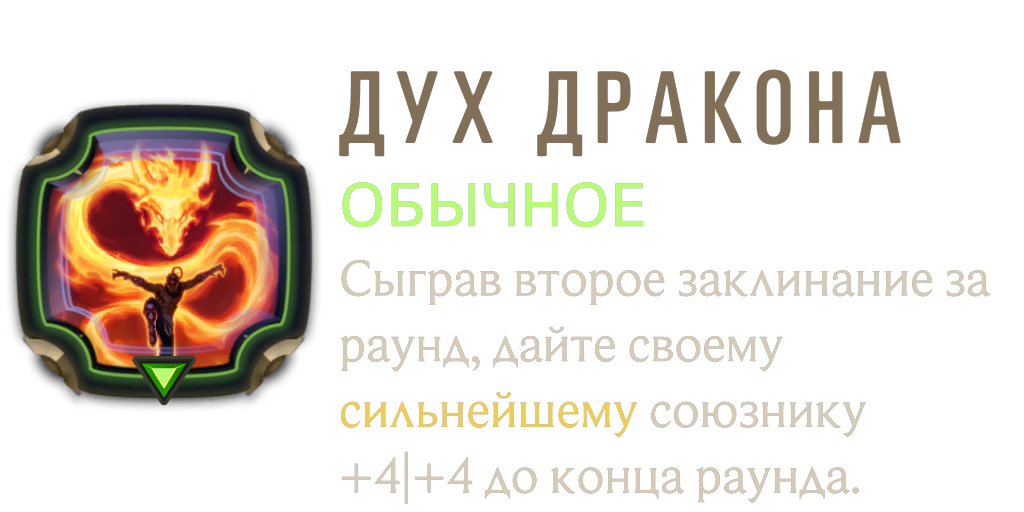 ДУХ ДРАКОНА
ОБЫЧНОЕ
Сыграв второе заклинание за
раунд, дайте своему
сильнейшему союзнику
+4|+4 до конца раунда.